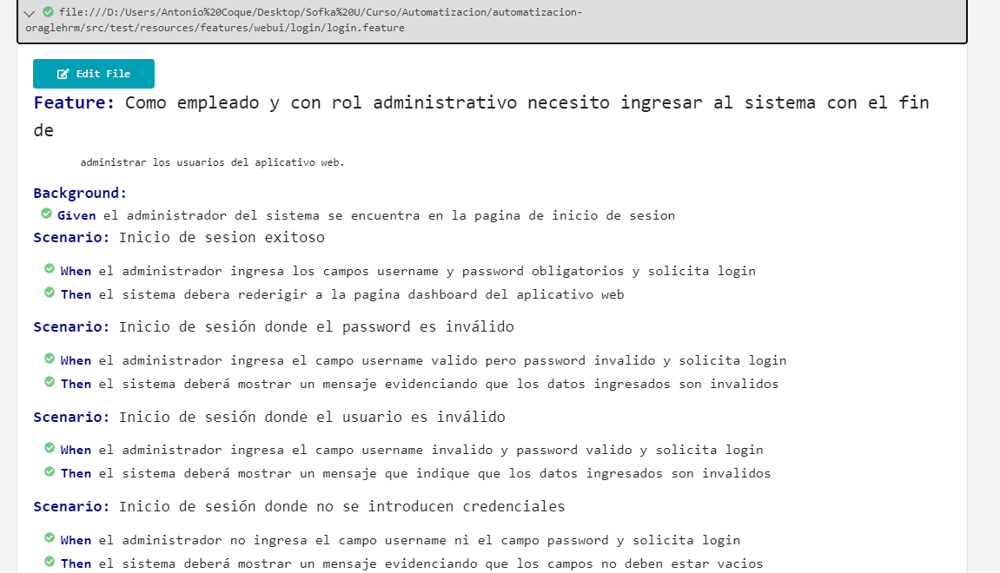 file:///D:/Users/Antonio%20Coque/Desktop/Sofka%20U/Curso/Automatizacion/automatizacion-
oraglehrm/src/test/resources/features/webui/login/login.feature
Edit File
Feature: Como empleado y con rol administrativo necesito ingresar al sistema con el fin
de
administrar los usuarios del aplicativo web.
Background:
Given el administrador del sistema se encuentra en la pagina de inicio de sesion
Scenario: Inicio de sesion exitoso
When el administrador ingresa los campos username y password obligatorios y solicita login
Then el sistema debera rederigir a la pagina dashboard del aplicativo web
Scenario: Inicio de sesión donde el password es inválido
When el administrador ingresa el campo username valido pero password invalido y solicita login
Then el sistema deberá mostrar un mensaje evidenciando que los datos ingresados son invalidos
Scenario: Inicio de sesión donde el usuario es inválido
When el administrador ingresa el campo username invalido y password valido y solicita login
Then el sistema deberá mostrar un mensaje que indique que los datos ingresados son invalidos
Scenario: Inicio de sesión donde no se introducen credenciales
When el administrador no ingresa el campo username ni el campo password y solicita login
Then el sistema deberá mostrar un mensaje evidenciando que los campos no deben estar vacios